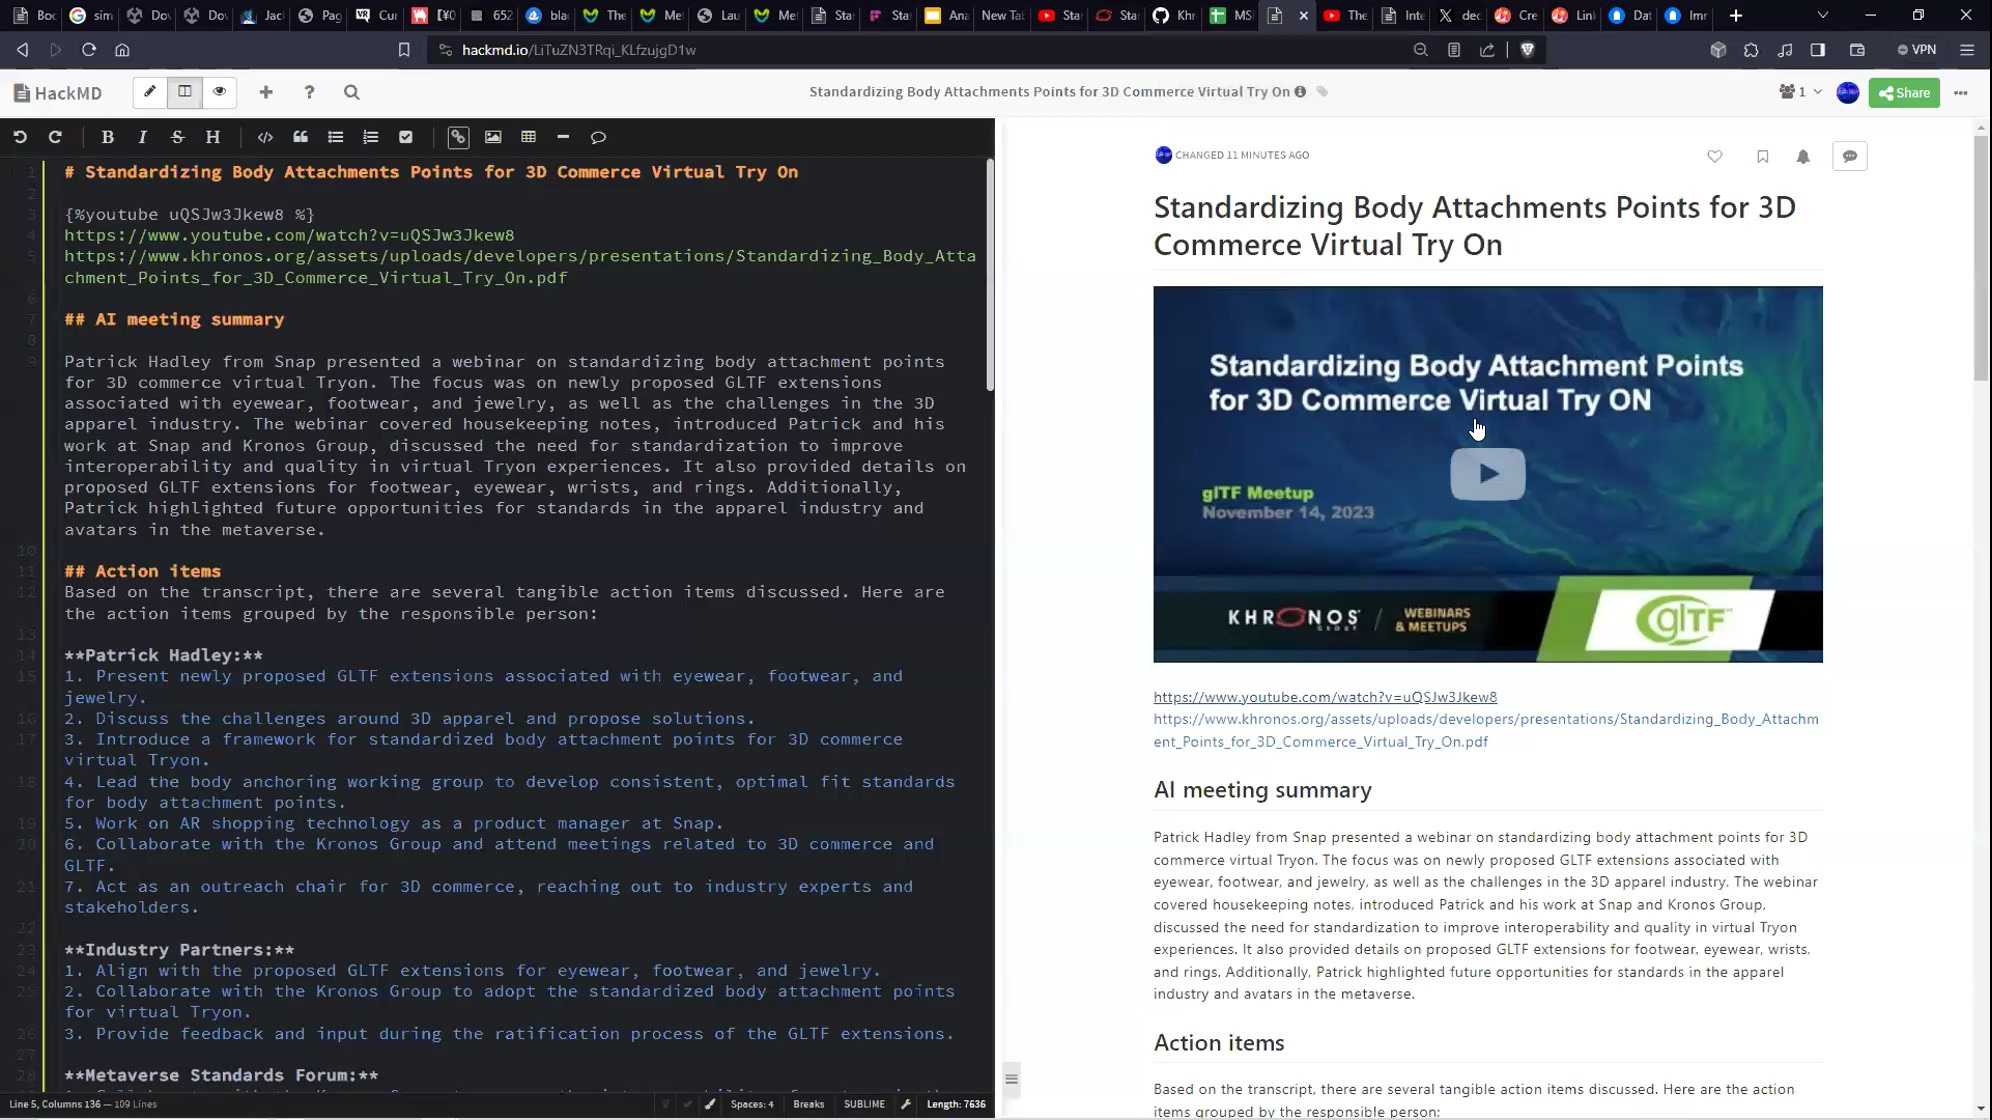 Boo
sim
Dov
Dov
Jac
Pag
Cur
[¥0
652
bla
The
Me
Lau
Me
Sta
Sta
Ana
New Tab
Sta
Sta
Khr
MS
The
Inte
dec
Cre
Lin
Dat
Imr
hackmd.io/LiTuZN3TRqi_KLfzujgD1w
VPN
HackMD
Standardizing Body Attachments Points for 3D Commerce Virtual Try On
1
Share
B I S H
1 # Standardizing Body Attachments Points for 3D Commerce Virtual Try On
2
3 {%youtube uQSJw3Jkew8 %}
4 https://www.youtube.com/watch?v=uQSJw3Jkew8
5 https://www.khronos.org/assets/uploads/developers/presentations/Standardizing_Body_Atta
chment_Points_for_3D_Commerce_Virtual_Try_On.pdf
6
7 ## AI meeting summary
8
9 Patrick Hadley from Snap presented a webinar on standardizing body attachment points
for 3D commerce virtual Tryon. The focus was on newly proposed GLTF extensions
associated with eyewear, footwear, and jewelry, as well as the challenges in the 3D
apparel industry. The webinar covered housekeeping notes, introduced Patrick and his
work at Snap and Kronos Group, discussed the need for standardization to improve
interoperability and quality in virtual Tryon experiences. It also provided details on
proposed GLTF extensions for footwear, eyewear, wrists, and rings. Additionally,
Patrick highlighted future opportunities for standards in the apparel industry and
avatars in the metaverse.
10
11 ## Action items
12 Based on the transcript, there are several tangible action items discussed. Here are
the action items grouped by the responsible person:
13
14 **Patrick Hadley:**
15 1. Present newly proposed GLTF extensions associated with eyewear, footwear, and
jewelry.
16 2. Discuss the challenges around 3D apparel and propose solutions.
17 3. Introduce a framework for standardized body attachment points for 3D commerce
virtual Tryon.
18 4. Lead the body anchoring working group to develop consistent, optimal fit standards
for body attachment points.
19 5. Work on AR shopping technology as a product manager at Snap.
20 6. Collaborate with the Kronos Group and attend meetings related to 3D commerce and
GLTF.
21 7. Act as an outreach chair for 3D commerce, reaching out to industry experts and
stakeholders.
22
23 **Industry Partners:**
24 1. Align with the proposed GLTF extensions for eyewear, footwear, and jewelry.
25 2. Collaborate with the Kronos Group to adopt the standardized body attachment points
for virtual Tryon.
26 3. Provide feedback and input during the ratification process of the GLTF extensions.
27
28 **Metaverse Standards Forum:**
Line 5, Columns 136 — 109 Lines
Spaces: 4
Breaks
SUBLIME
Length: 7636
CHANGED 11 MINUTES AGO
Standardizing Body Attachments Points for 3D
Commerce Virtual Try On
Standardizing Body Attachment Points
for 3D Commerce Virtual Try ON
glTF Meetup
November 14, 2023
KHRONOS GROUP
WEBINARS
& MEETUPS
glTF
https://www.youtube.com/watch?v=uQSJw3Jkew8
https://www.khronos.org/assets/uploads/developers/presentations/Standardizing_Body_Attachm
ent_Points_for_3D_Commerce_Virtual_Try_On.pdf
AI meeting summary
Patrick Hadley from Snap presented a webinar on standardizing body attachment points for 3D
commerce virtual Tryon. The focus was on newly proposed GLTF extensions associated with
eyewear, footwear, and jewelry, as well as the challenges in the 3D apparel industry. The webinar
covered housekeeping notes, introduced Patrick and his work at Snap and Kronos Group,
discussed the need for standardization to improve interoperability and quality in virtual Tryon
experiences. It also provided details on proposed GLTF extensions for footwear, eyewear, wrists,
and rings. Additionally, Patrick highlighted future opportunities for standards in the apparel
industry and avatars in the metaverse.
Action items
Based on the transcript, there are several tangible action items discussed. Here are the action
items grouped by the responsible person: